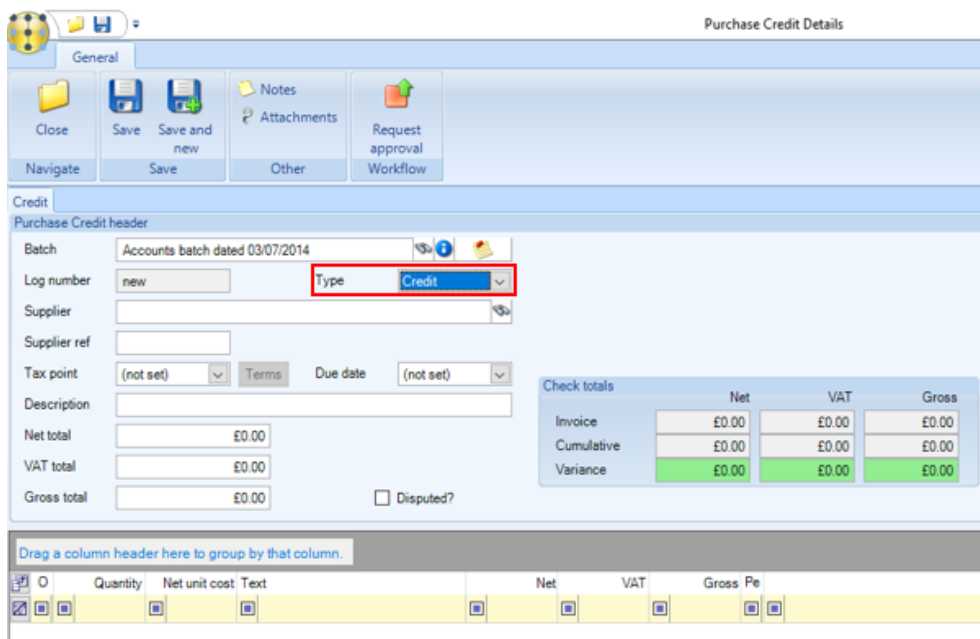 Purchase Credit Details
General
Notes
Attachments
Close
Save
Save and new
Request approval
Navigate
Save
Other
Workflow
Credit
Purchase Credit header
Batch Accounts batch dated 03/07/2014
Log number new Type Credit
Supplier
Supplier ref
Tax point (not set) Terms Due date (not set)
Description
Net total £0.00
VAT total £0.00
Gross total £0.00 Disputed?
Check totals
Net VAT Gross
Invoice £0.00 £0.00 £0.00
Cumulative £0.00 £0.00 £0.00
Variance £0.00 £0.00 £0.00
Drag a column header here to group by that column.
O Quantity Net unit cost Text Net VAT Gross Pe